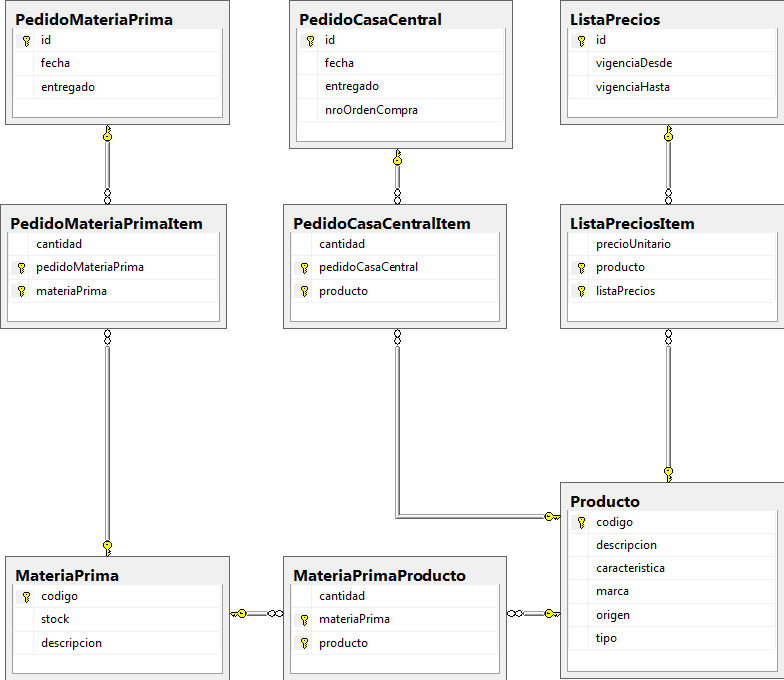 PedidoMateriaPrima
id
fecha
entregado
PedidoCasaCentral
id
fecha
entregado
nroOrdenCompra
ListaPrecios
id
vigenciaDesde
vigenciaHasta
PedidoMateriaPrimaItem
cantidad
pedidoMateriaPrima
materiaPrima
PedidoCasaCentralItem
cantidad
pedidoCasaCentral
producto
ListaPreciosItem
precioUnitario
producto
listaPrecios
MateriaPrima
codigo
stock
descripcion
MateriaPrimaProducto
cantidad
materiaPrima
producto
Producto
codigo
descripcion
caracteristica
marca
origen
tipo